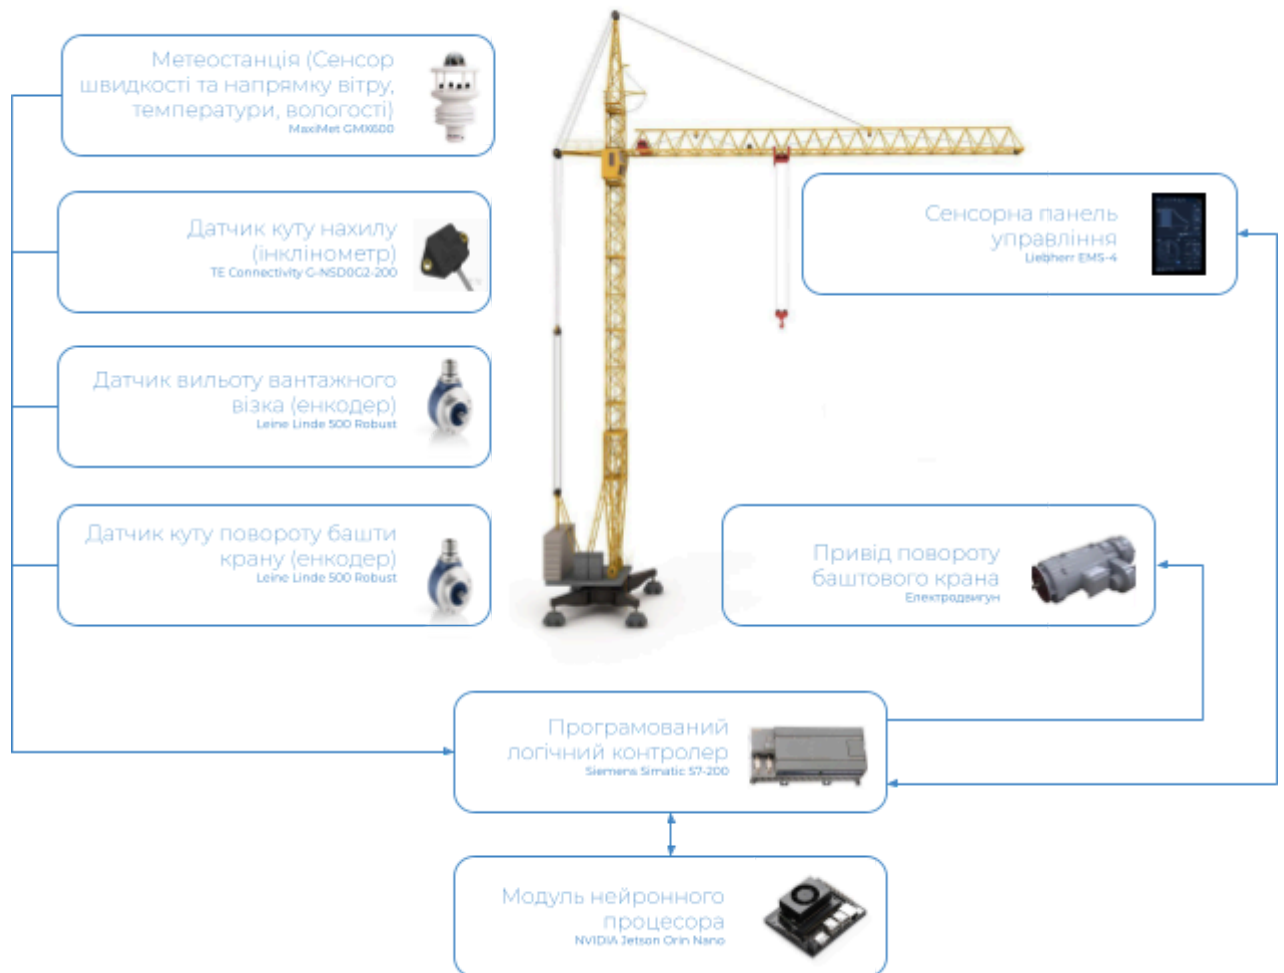 Метеостанція (Сенсор
швидкості та напрямку вітру,
температури, вологості)
MaxiMet GMX600
Датчик куту нахилу
(інклінометр)
TE Connectivity G-NSDOG2-200
Датчик вильоту вантажного
візка (енкодер)
Leine Linde 500 Robust
Датчик куту повороту башти
крану (енкодер)
Leine Linde 500 Robust
Сенсорна панель
управління
Liebherr EMS-4
Привід повороту
баштового крана
Електродвигун
Програмований
логічний контролер
Siemens Simatic S7-200
Модуль нейронного
процесора
NVIDIA Jetson Orin Nano